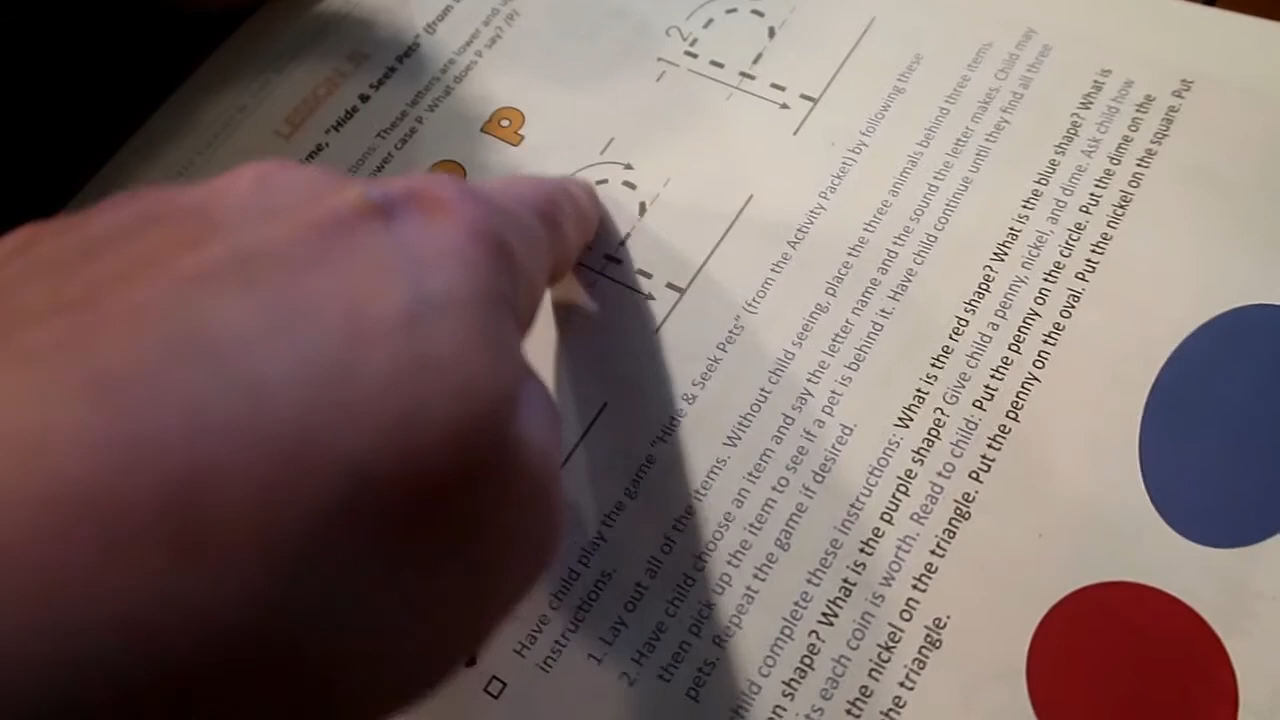 LESSON
me, "Hide & Seek Pets" (from
ions: These letters are lower and
wer case P. What does P say? /P/
p
1 2
Have child play the game "Hide & Seek Pets" (from the Activity Packet) by following these
instructions.
1. Lay out all of the items. Without child seeing, place the three animals behind three items.
2. Have child choose an item and say the letter name and the sound the letter makes. Child may
then pick up the item to see if a pet is behind it. Have child continue until they find all three
pets. Repeat the game if desired.
hild complete these instructions: What is the red shape? What is the blue shape? What is
n shape? What is the purple shape? Give child a penny, nickel, and dime. Ask child how
ts each coin is worth. Read to child: Put the penny on the circle. Put the dime on the
the nickel on the triangle. Put the penny on the oval. Put the nickel on the square. Put
he triangle.